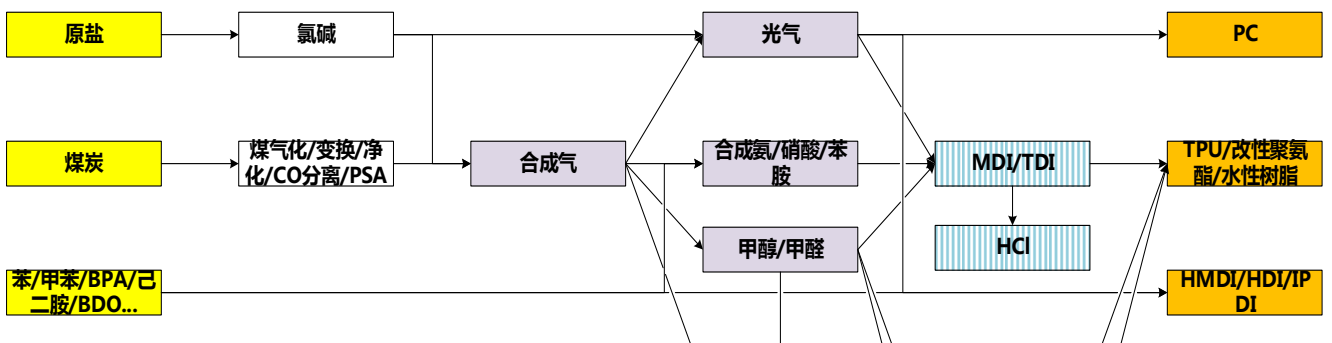 原盐
氯碱
光气
PC
煤炭
煤气化/变换/净
化/CO分离/PSA
合成气
合成氨/硝酸/苯
胺
MDI/TDI
TPU/改性聚氨
酯/水性树脂
甲醇/甲醛
HCl
苯/甲苯/BPA/己
二胺/BDO...
HMDI/HDI/IP
DI